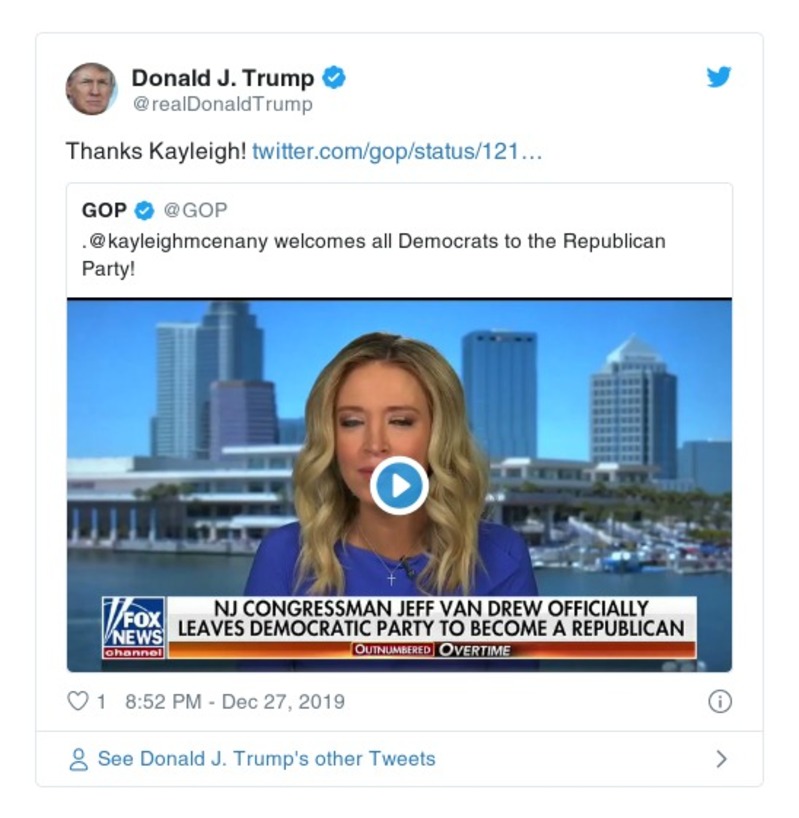 Donald J. Trump
@realDonaldTrump
Thanks Kayleigh! twitter.com/gop/status/121…
GOP @GOP
.@kayleighmcenany welcomes all Democrats to the Republican
Party!
FOX
NEWS
channel
NJ CONGRESSMAN JEFF VAN DREW OFFICIALLY
LEAVES DEMOCRATIC PARTY TO BECOME A REPUBLICAN
OUTNUMBERED OVERTIME
1 8:52 PM - Dec 27, 2019
See Donald J. Trump's other Tweets